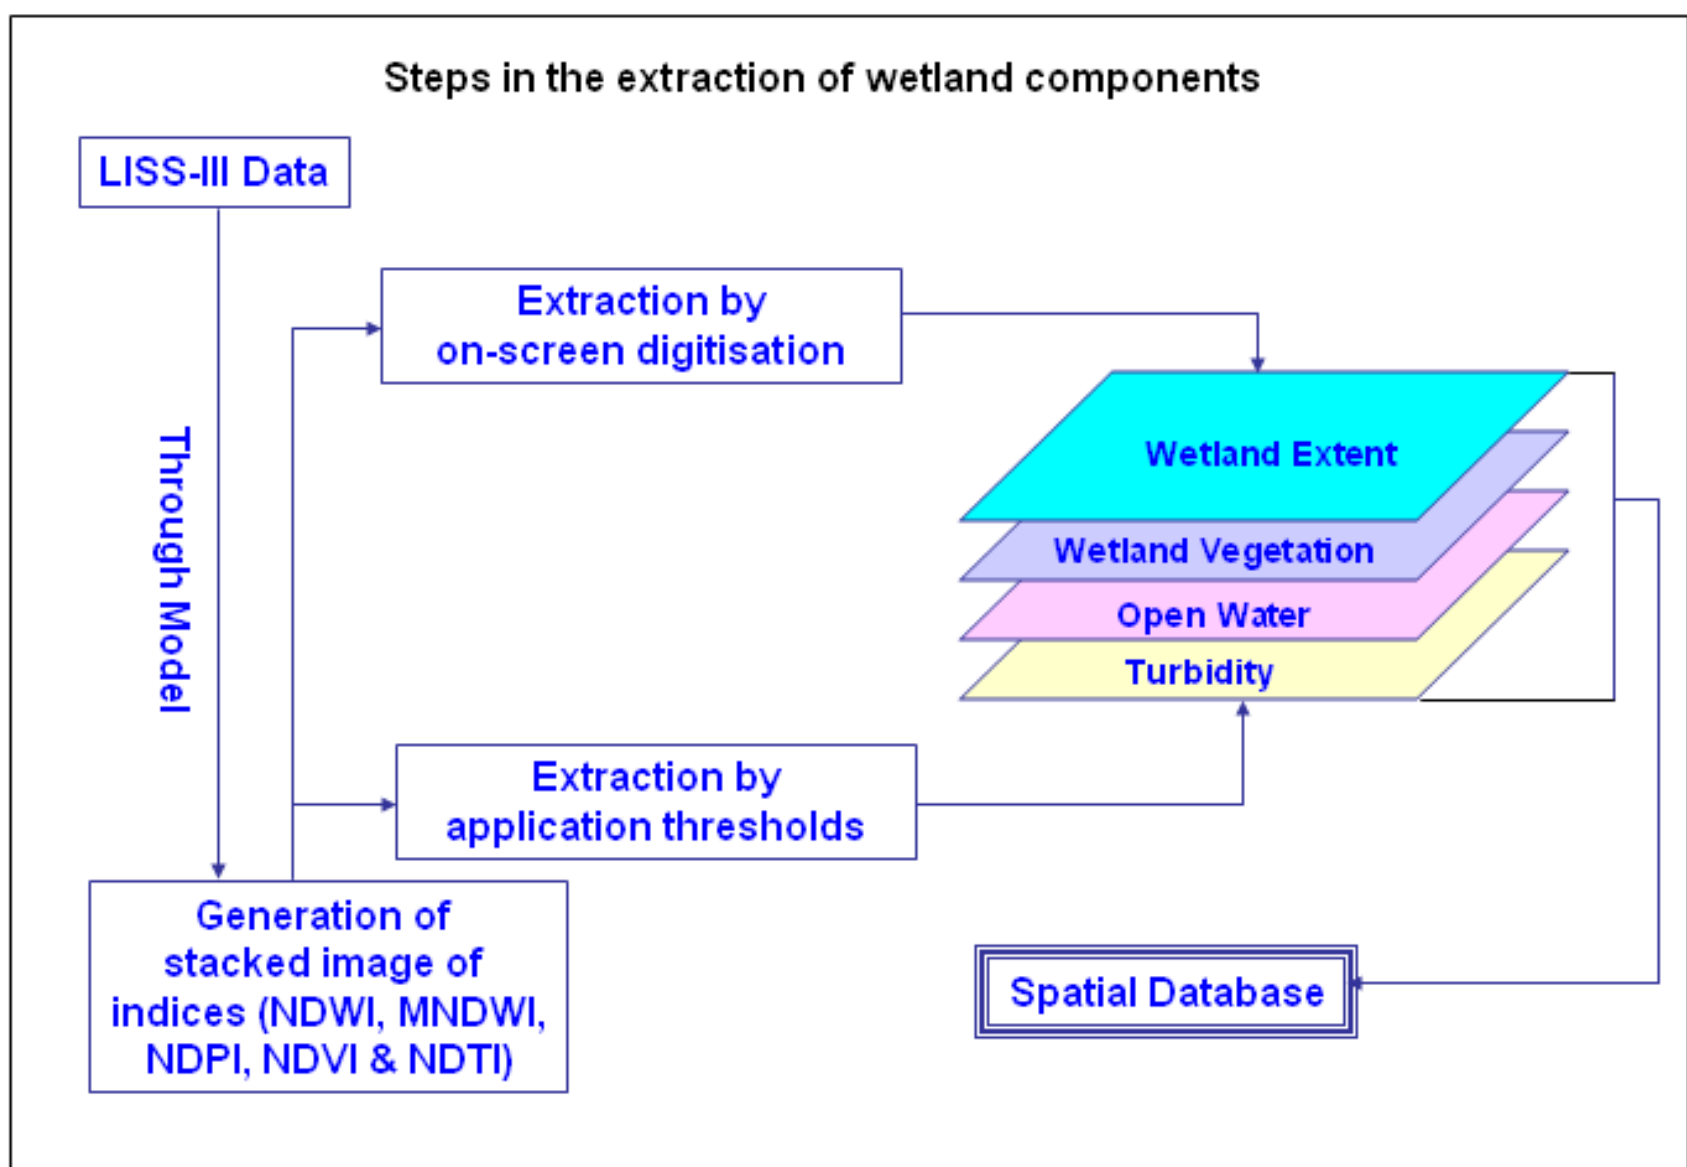 Steps in the extraction of wetland components
LISS-III Data
Through Model
Extraction by
on-screen digitisation
Wetland Extent
Wetland Vegetation
Open Water
Turbidity
Extraction by
application thresholds
Generation of
stacked image of
indices (NDWI, MNDWI,
NDPI, NDVI & NDTI)
Spatial Database